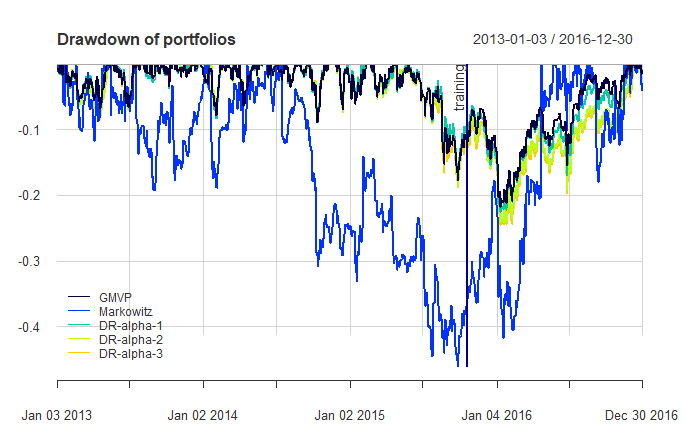 Drawdown of portfolios
2013-01-03 / 2016-12-30
training
-0.1
-0.2
-0.3
-0.4
GMVP
Markowitz
DR-alpha-1
DR-alpha-2
DR-alpha-3
Jan 03 2013
Jan 02 2014
Jan 02 2015
Jan 04 2016
Dec 30 2016